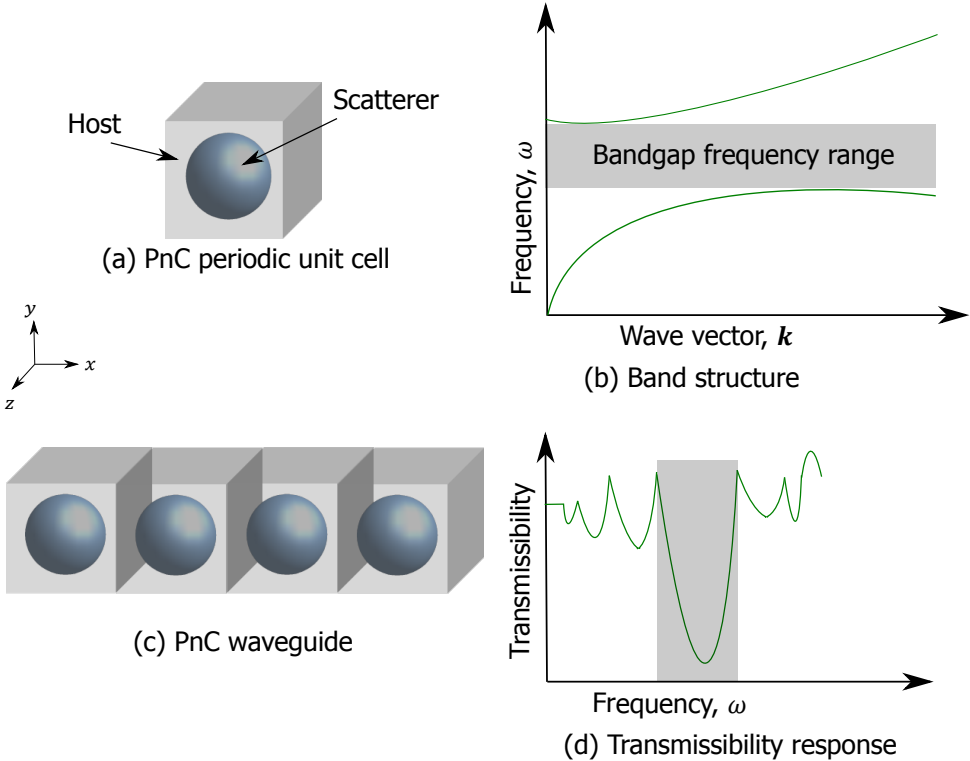 Host
Scatterer
(a) PnC periodic unit cell
Frequency, ω
Bandgap frequency range
Wave vector, k
(b) Band structure
y
x
z
(c) PnC waveguide
Transmissibility
Frequency, ω
(d) Transmissibility response